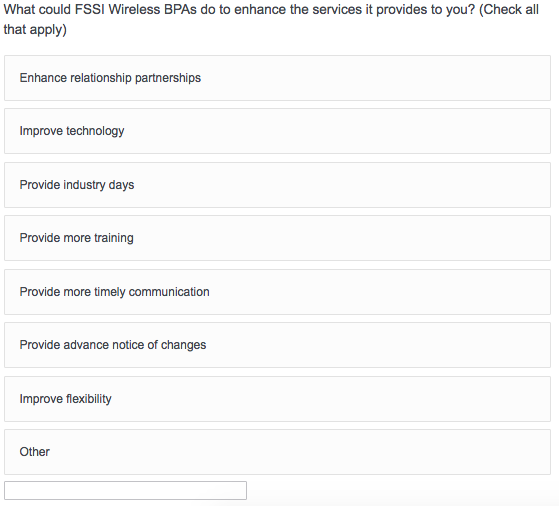 What could FSSI Wireless BPAs do to enhance the services it provides to you? (Check all
that apply)
Enhance relationship partnerships
Improve technology
Provide industry days
Provide more training
Provide more timely communication
Provide advance notice of changes
Improve flexibility
Other